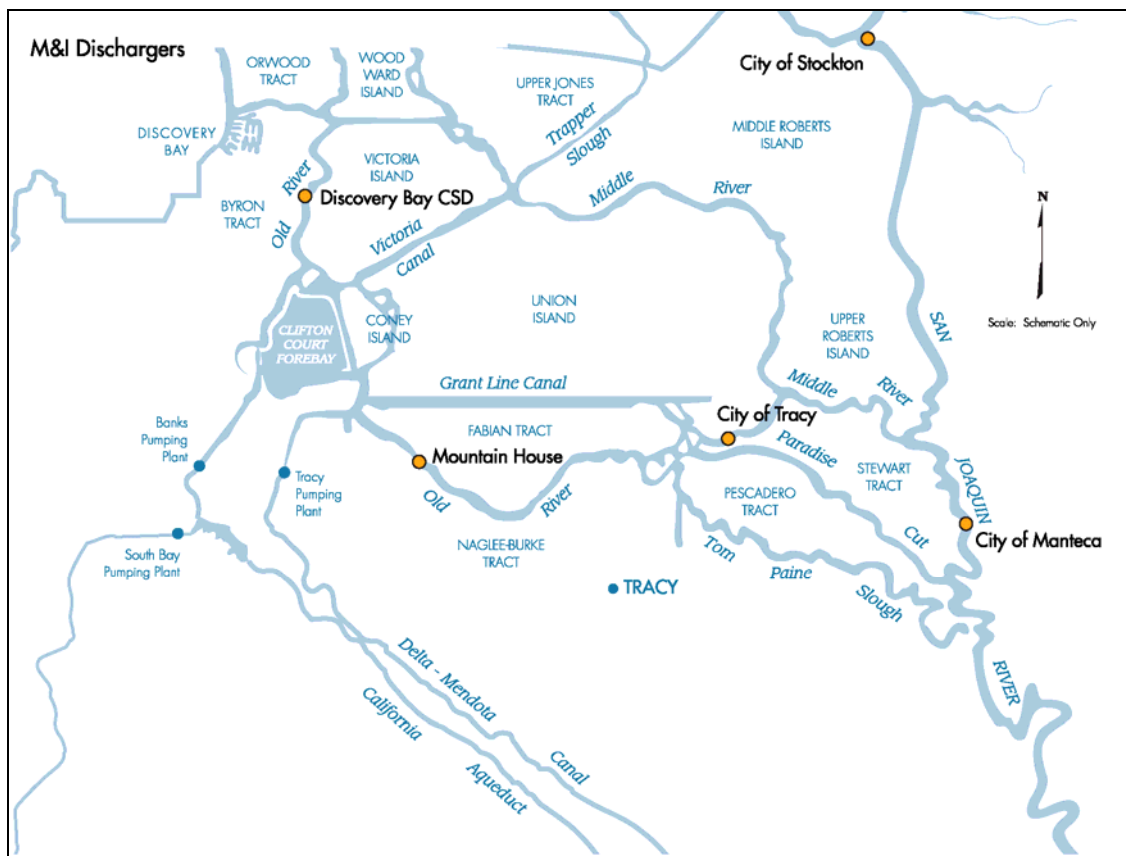 M&I Dischargers
City of Stockton
ORWOOD
TRACT
WOOD
WARD
ISLAND
UPPER JONES
TRACT
Trapper
Slough
MIDDLE ROBERTS
ISLAND
DISCOVERY
BAY
VICTORIA
ISLAND
River
Old
Discovery Bay CSD
BYRON
TRACT
Middle
River
N
Victoria
Canal
UNION
ISLAND
CONEY
ISLAND
CLIFTON
COURT
FOREBAY
SAN
JOAQUIN
RIVER
Scale: Schematic Only
UPPER
ROBERTS
ISLAND
Grant Line Canal
Middle
River
Banks
Pumping
Plant
FABIAN TRACT
City of Tracy
Mountain House
Paradise
Cut
STEWART
TRACT
Tracy
Pumping
Plant
PESCADERO
TRACT
Old
River
City of Manteca
South Bay
Pumping Plant
NAGLEE-BURKE
TRACT
Tom
Paine
Slough
TRACY
Delta - Mendota
Canal
California
Aqueduct